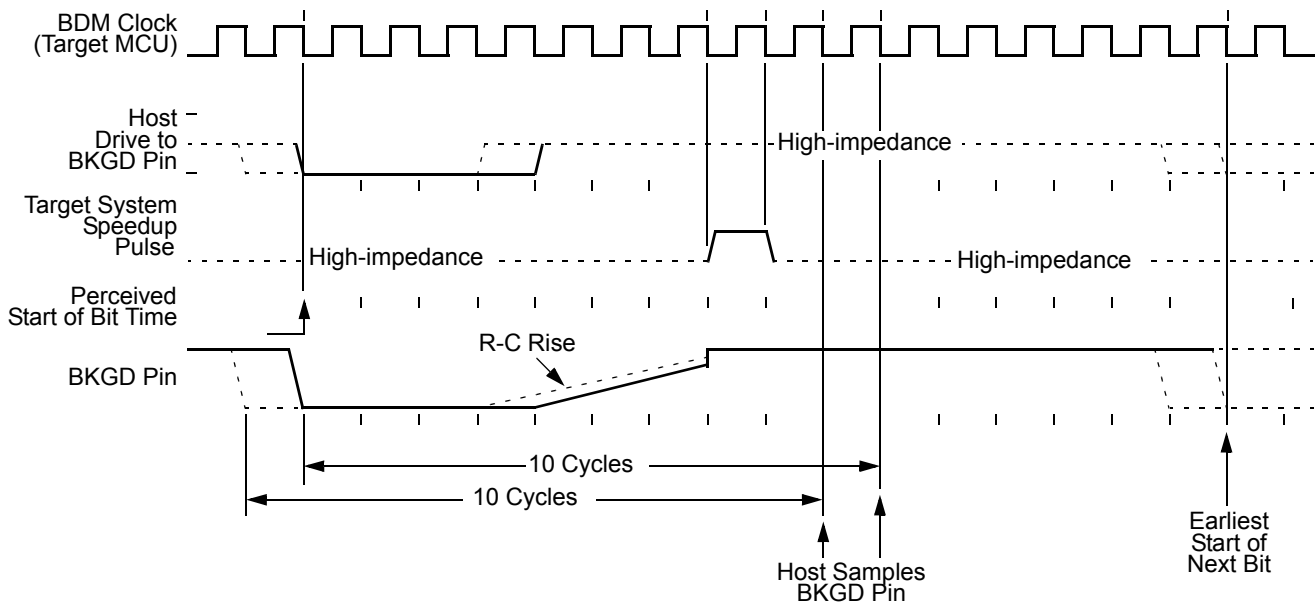 BDM Clock
(Target MCU)
Host
Drive to
BKGD Pin
High-impedance
Target System
Speedup
Pulse
High-impedance
High-impedance
Perceived
Start of Bit Time
R-C Rise
BKGD Pin
10 Cycles
10 Cycles
Host Samples
BKGD Pin
Earliest
Start of
Next Bit